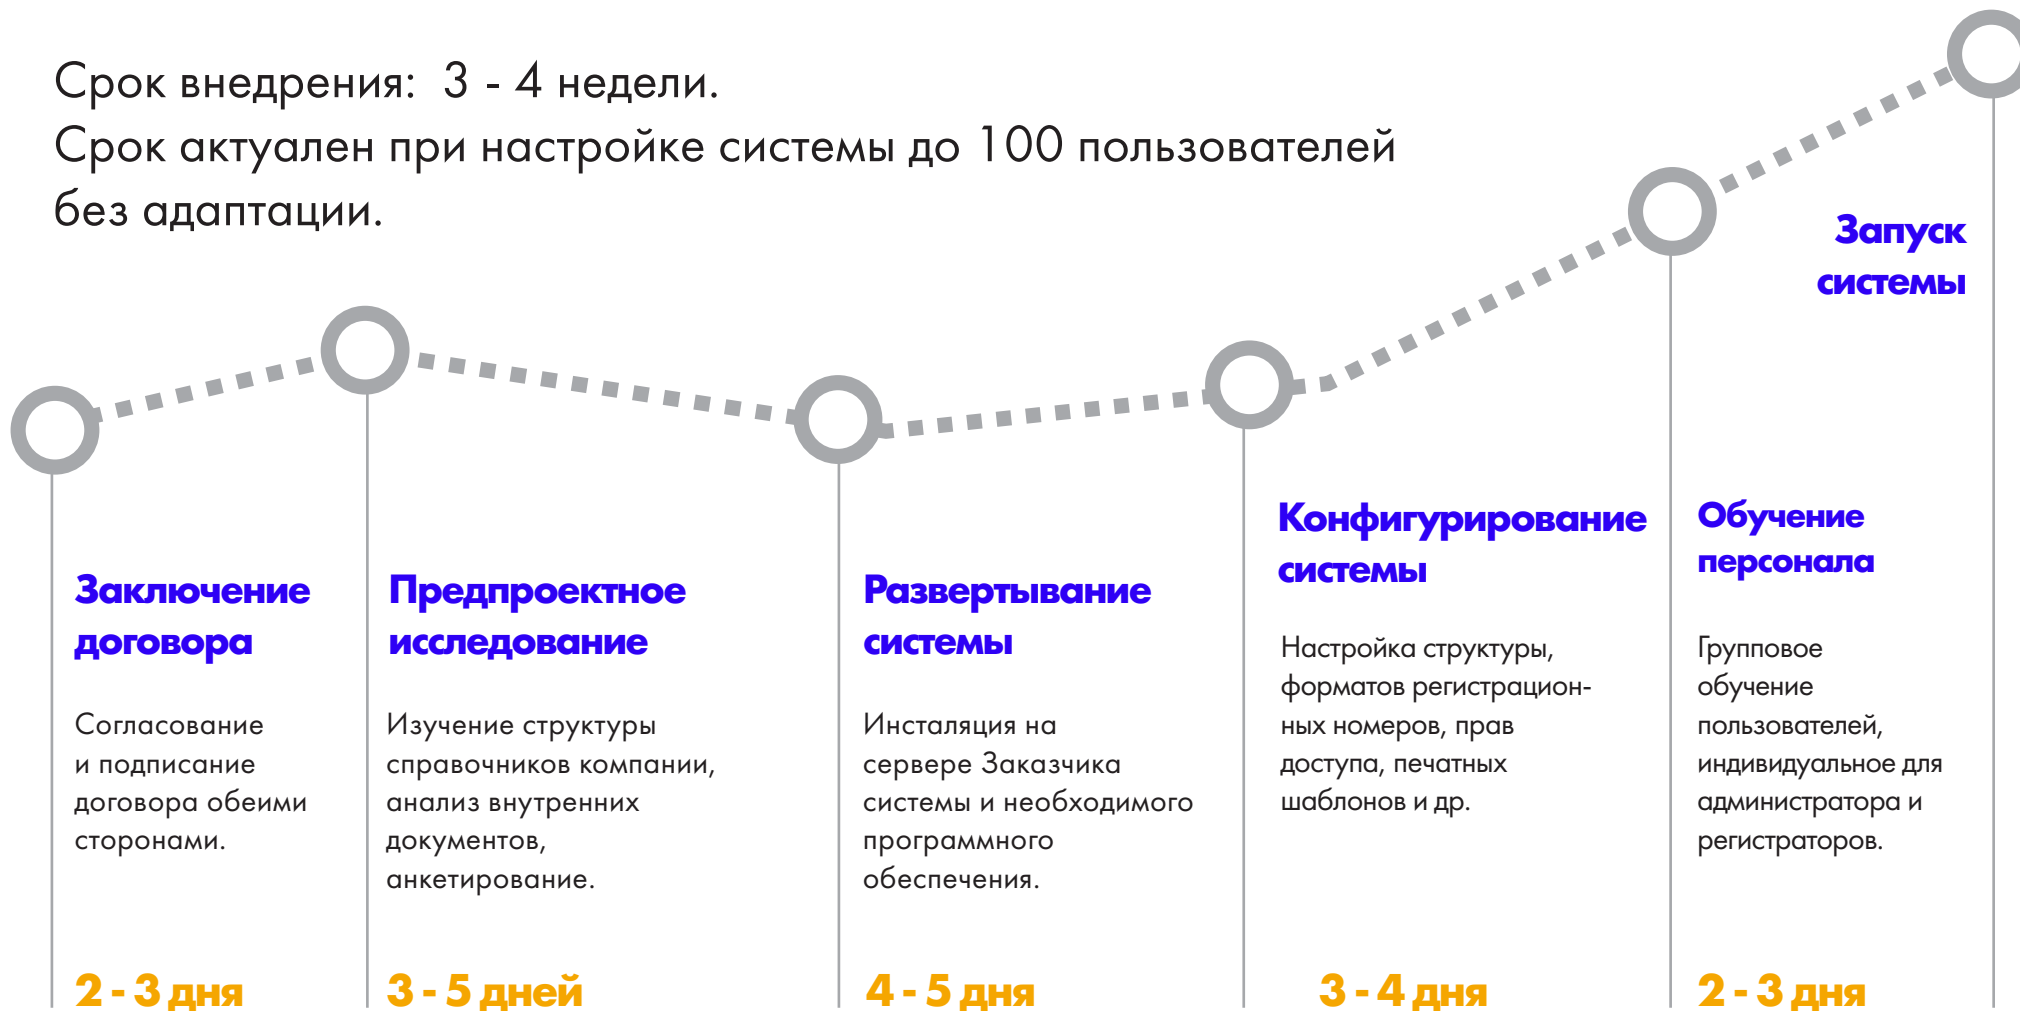 Срок внедрения: 3 - 4 недели.
Срок актуален при настройке системы до 100 пользователей
без адаптации.
Заключение
договора
Согласование
и подписание
договора обеими
сторонами.
2 - 3 дня
Предпроектное
исследование
Изучение структуры
справочников компании,
анализ внутренних
документов,
анкетирование.
3 - 5 дней
Развертывание
системы
Инсталяция на
сервере Заказчика
системы и необходимого
программного
обеспечения.
4 - 5 дня
Конфигурирование
системы
Настройка структуры,
форматов регистрацион-
ных номеров, прав
доступа, печатных
шаблонов и др.
3 - 4 дня
Обучение
персонала
Групповое
обучение
пользователей,
индивидуальное для
администратора и
регистраторов.
2 - 3 дня
Запуск
системы